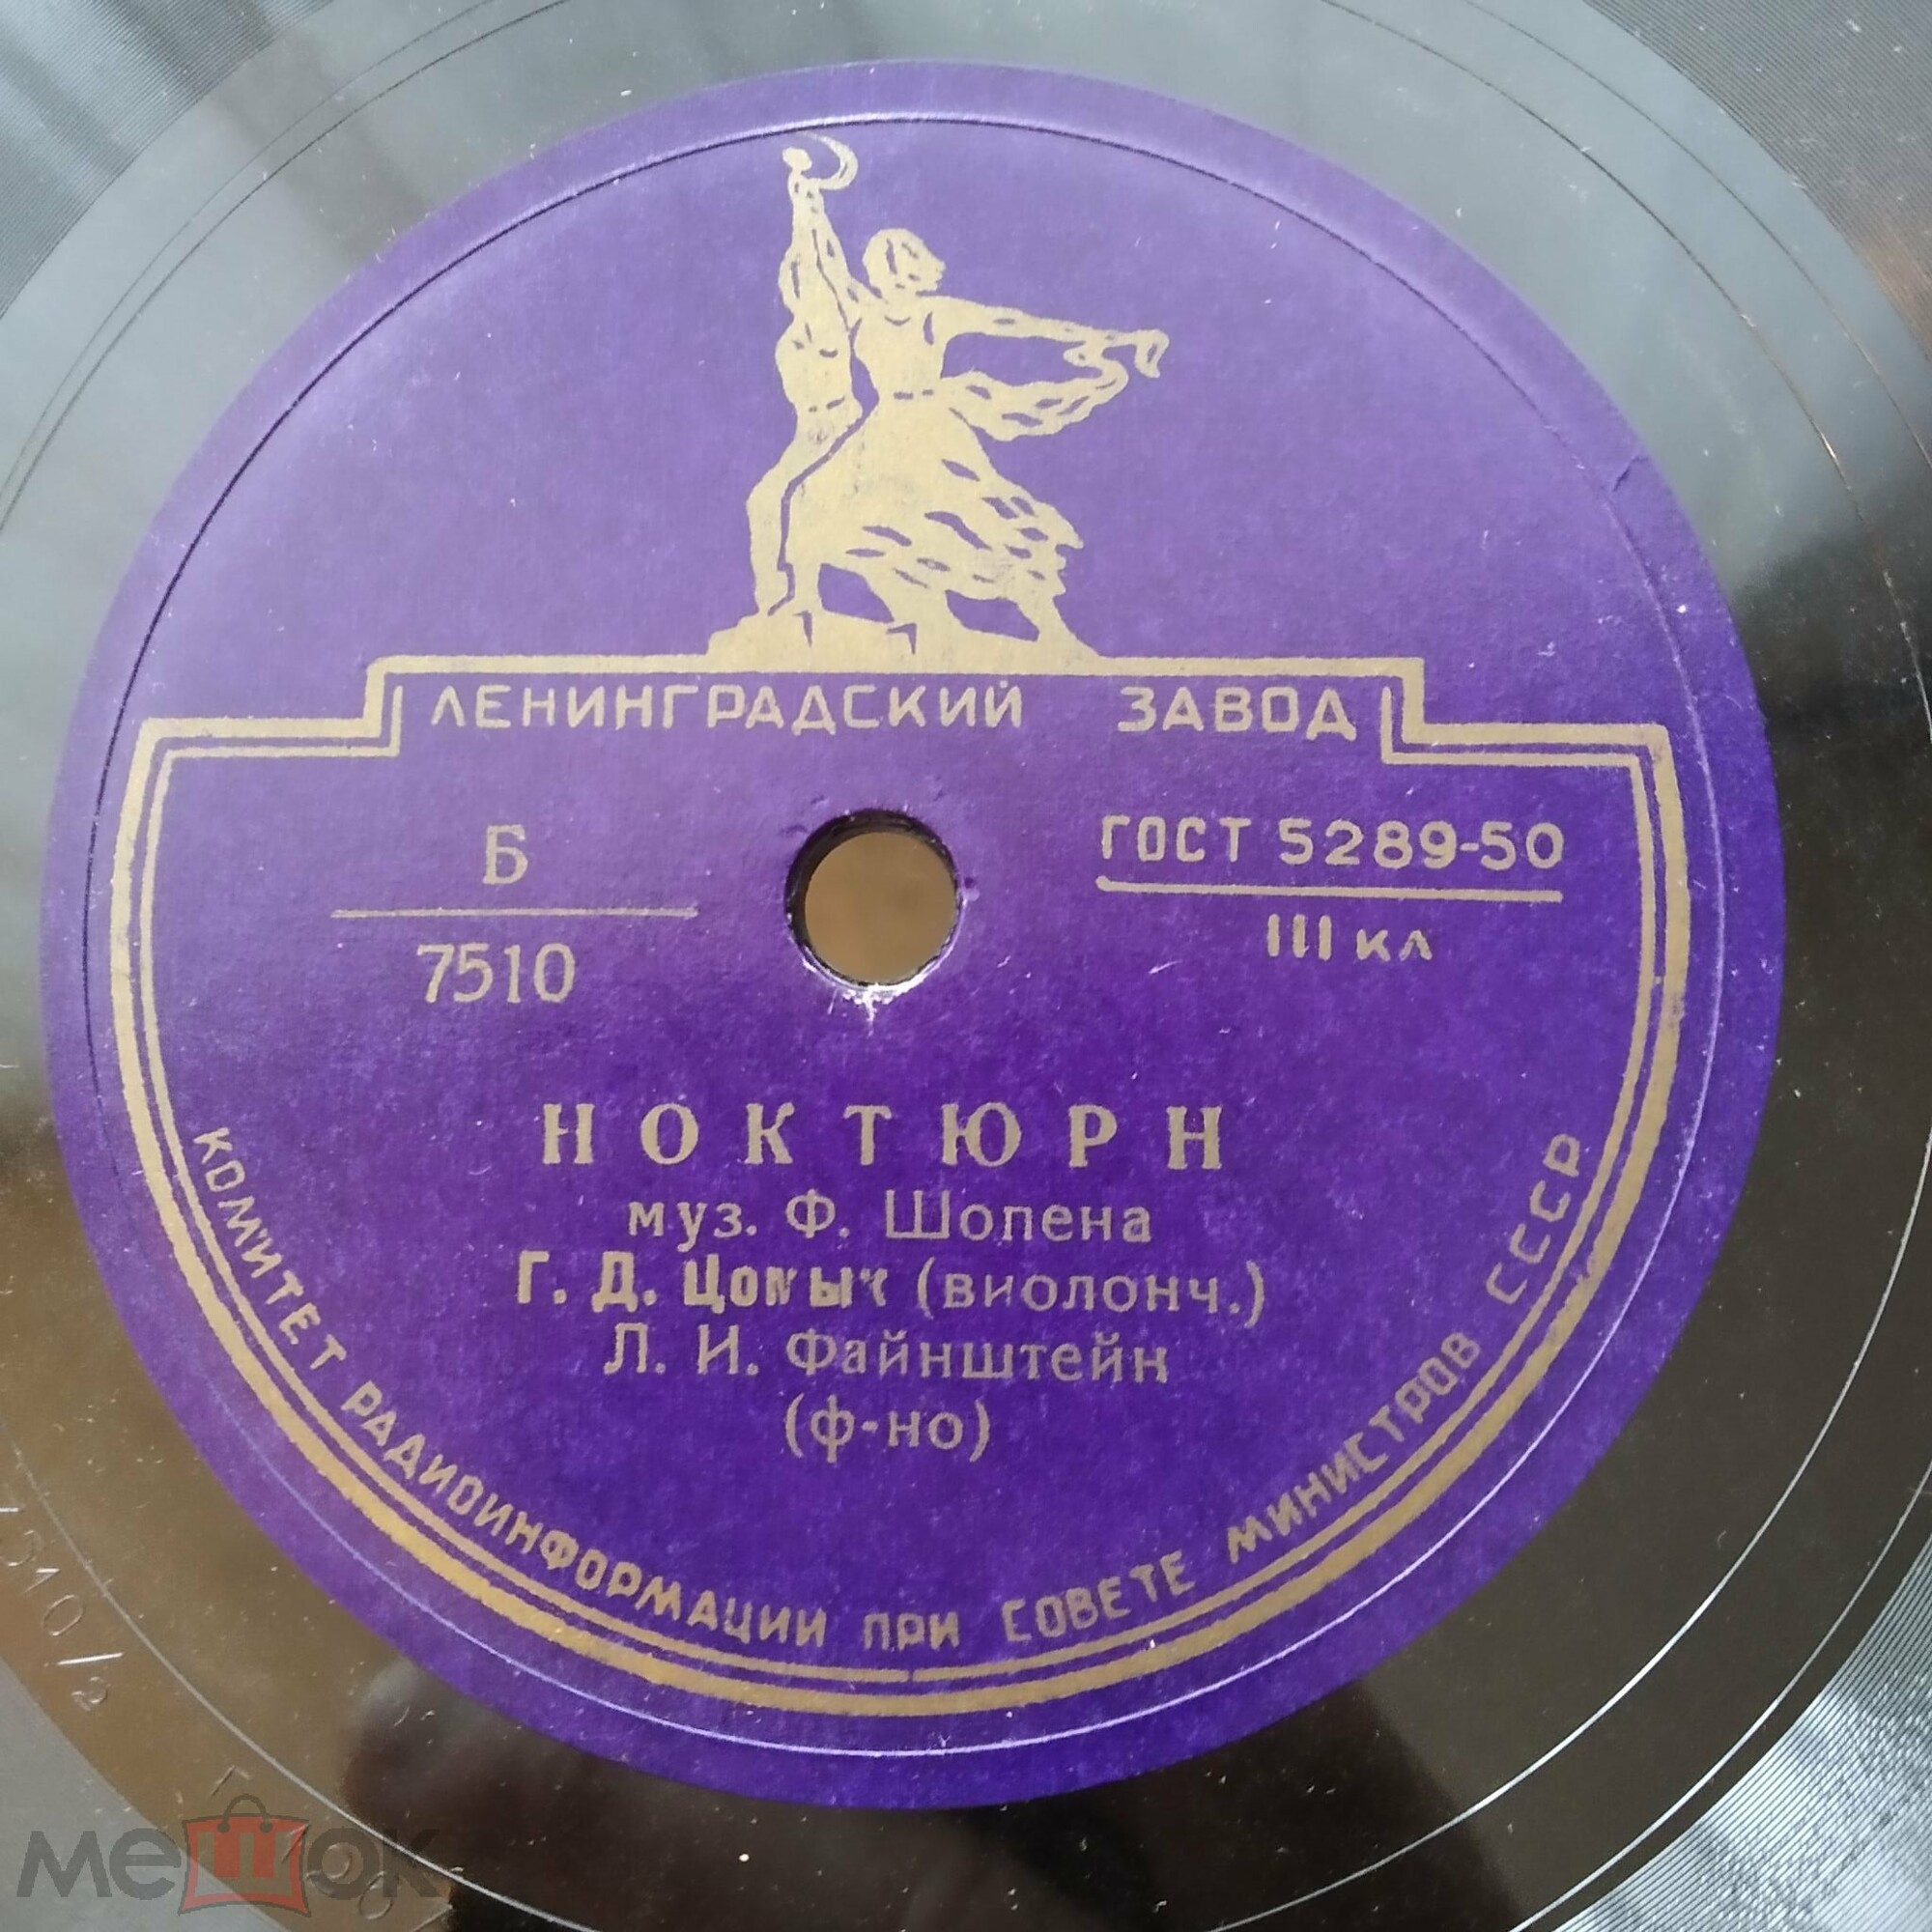 ЛЕНИНГРАДСКИЙ ЗАВОД
Б
7510
ГОСТ 5289-50
III кл
НОКТЮРН
муз. Ф. Шопена
Г. Д. Цомык (виолонч.)
Л. И. Файнштейн
(ф-но)
КОМИТЕТ РАДИОИНФОРМАЦИИ ПРИ СОВЕТЕ МИНИСТРОВ СССР
мешок